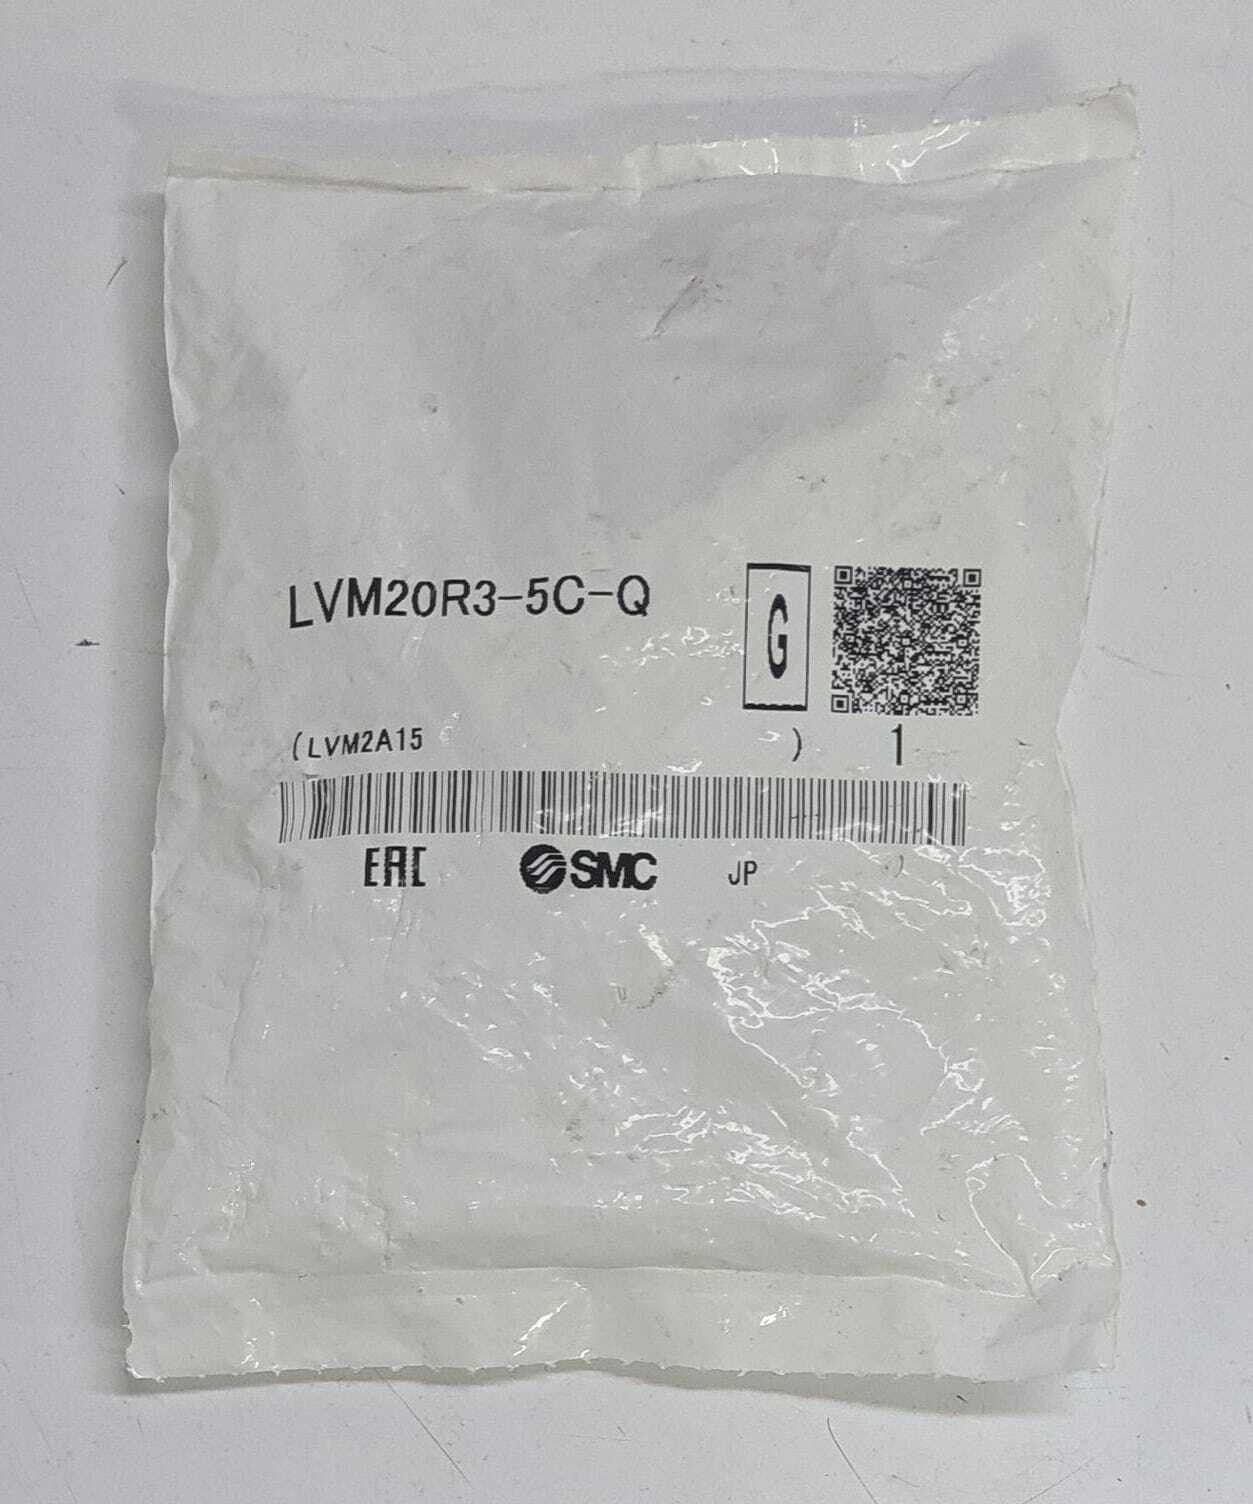 LVM20R3-5C-Q
G
(LVM2A15 ) 1
EAC SMC JP